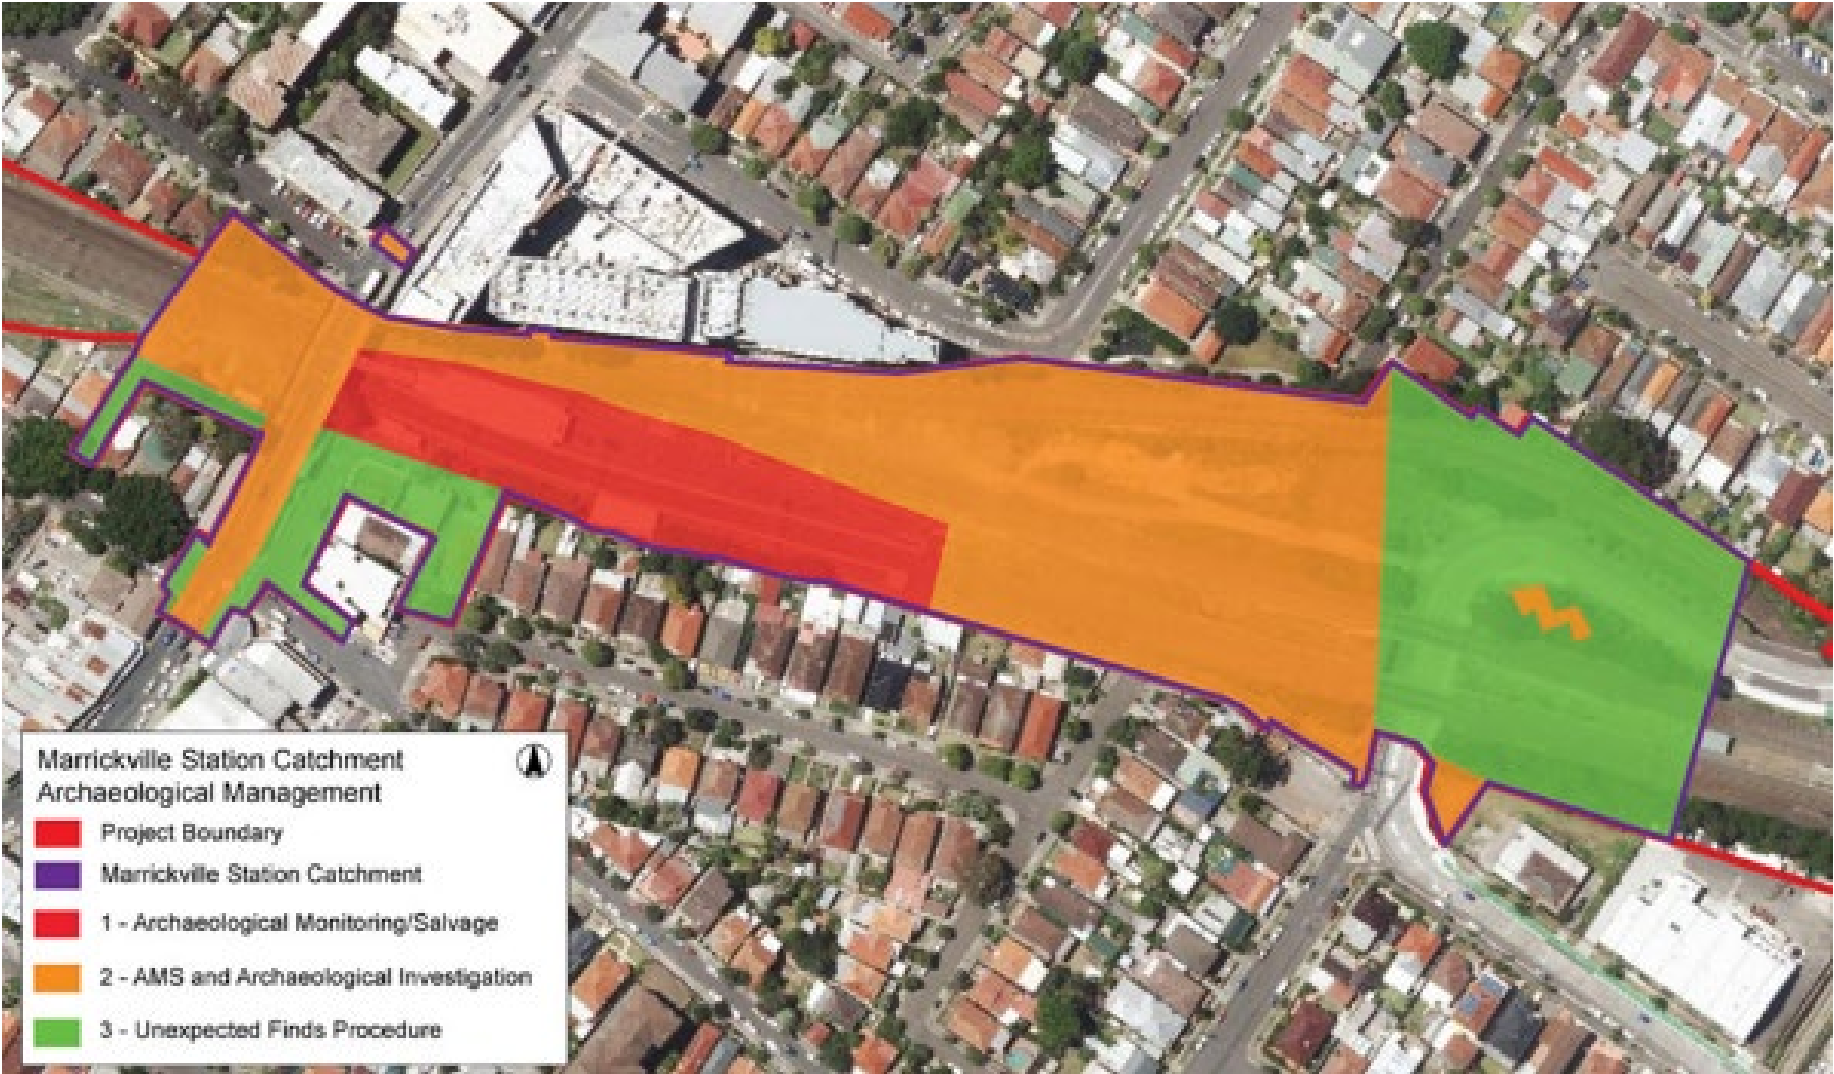 Marrickville Station Catchment
Archaeological Management
Project Boundary
Marrickville Station Catchment
1 - Archaeological Monitoring/Salvage
2 - AMS and Archaeological Investigation
3 - Unexpected Finds Procedure